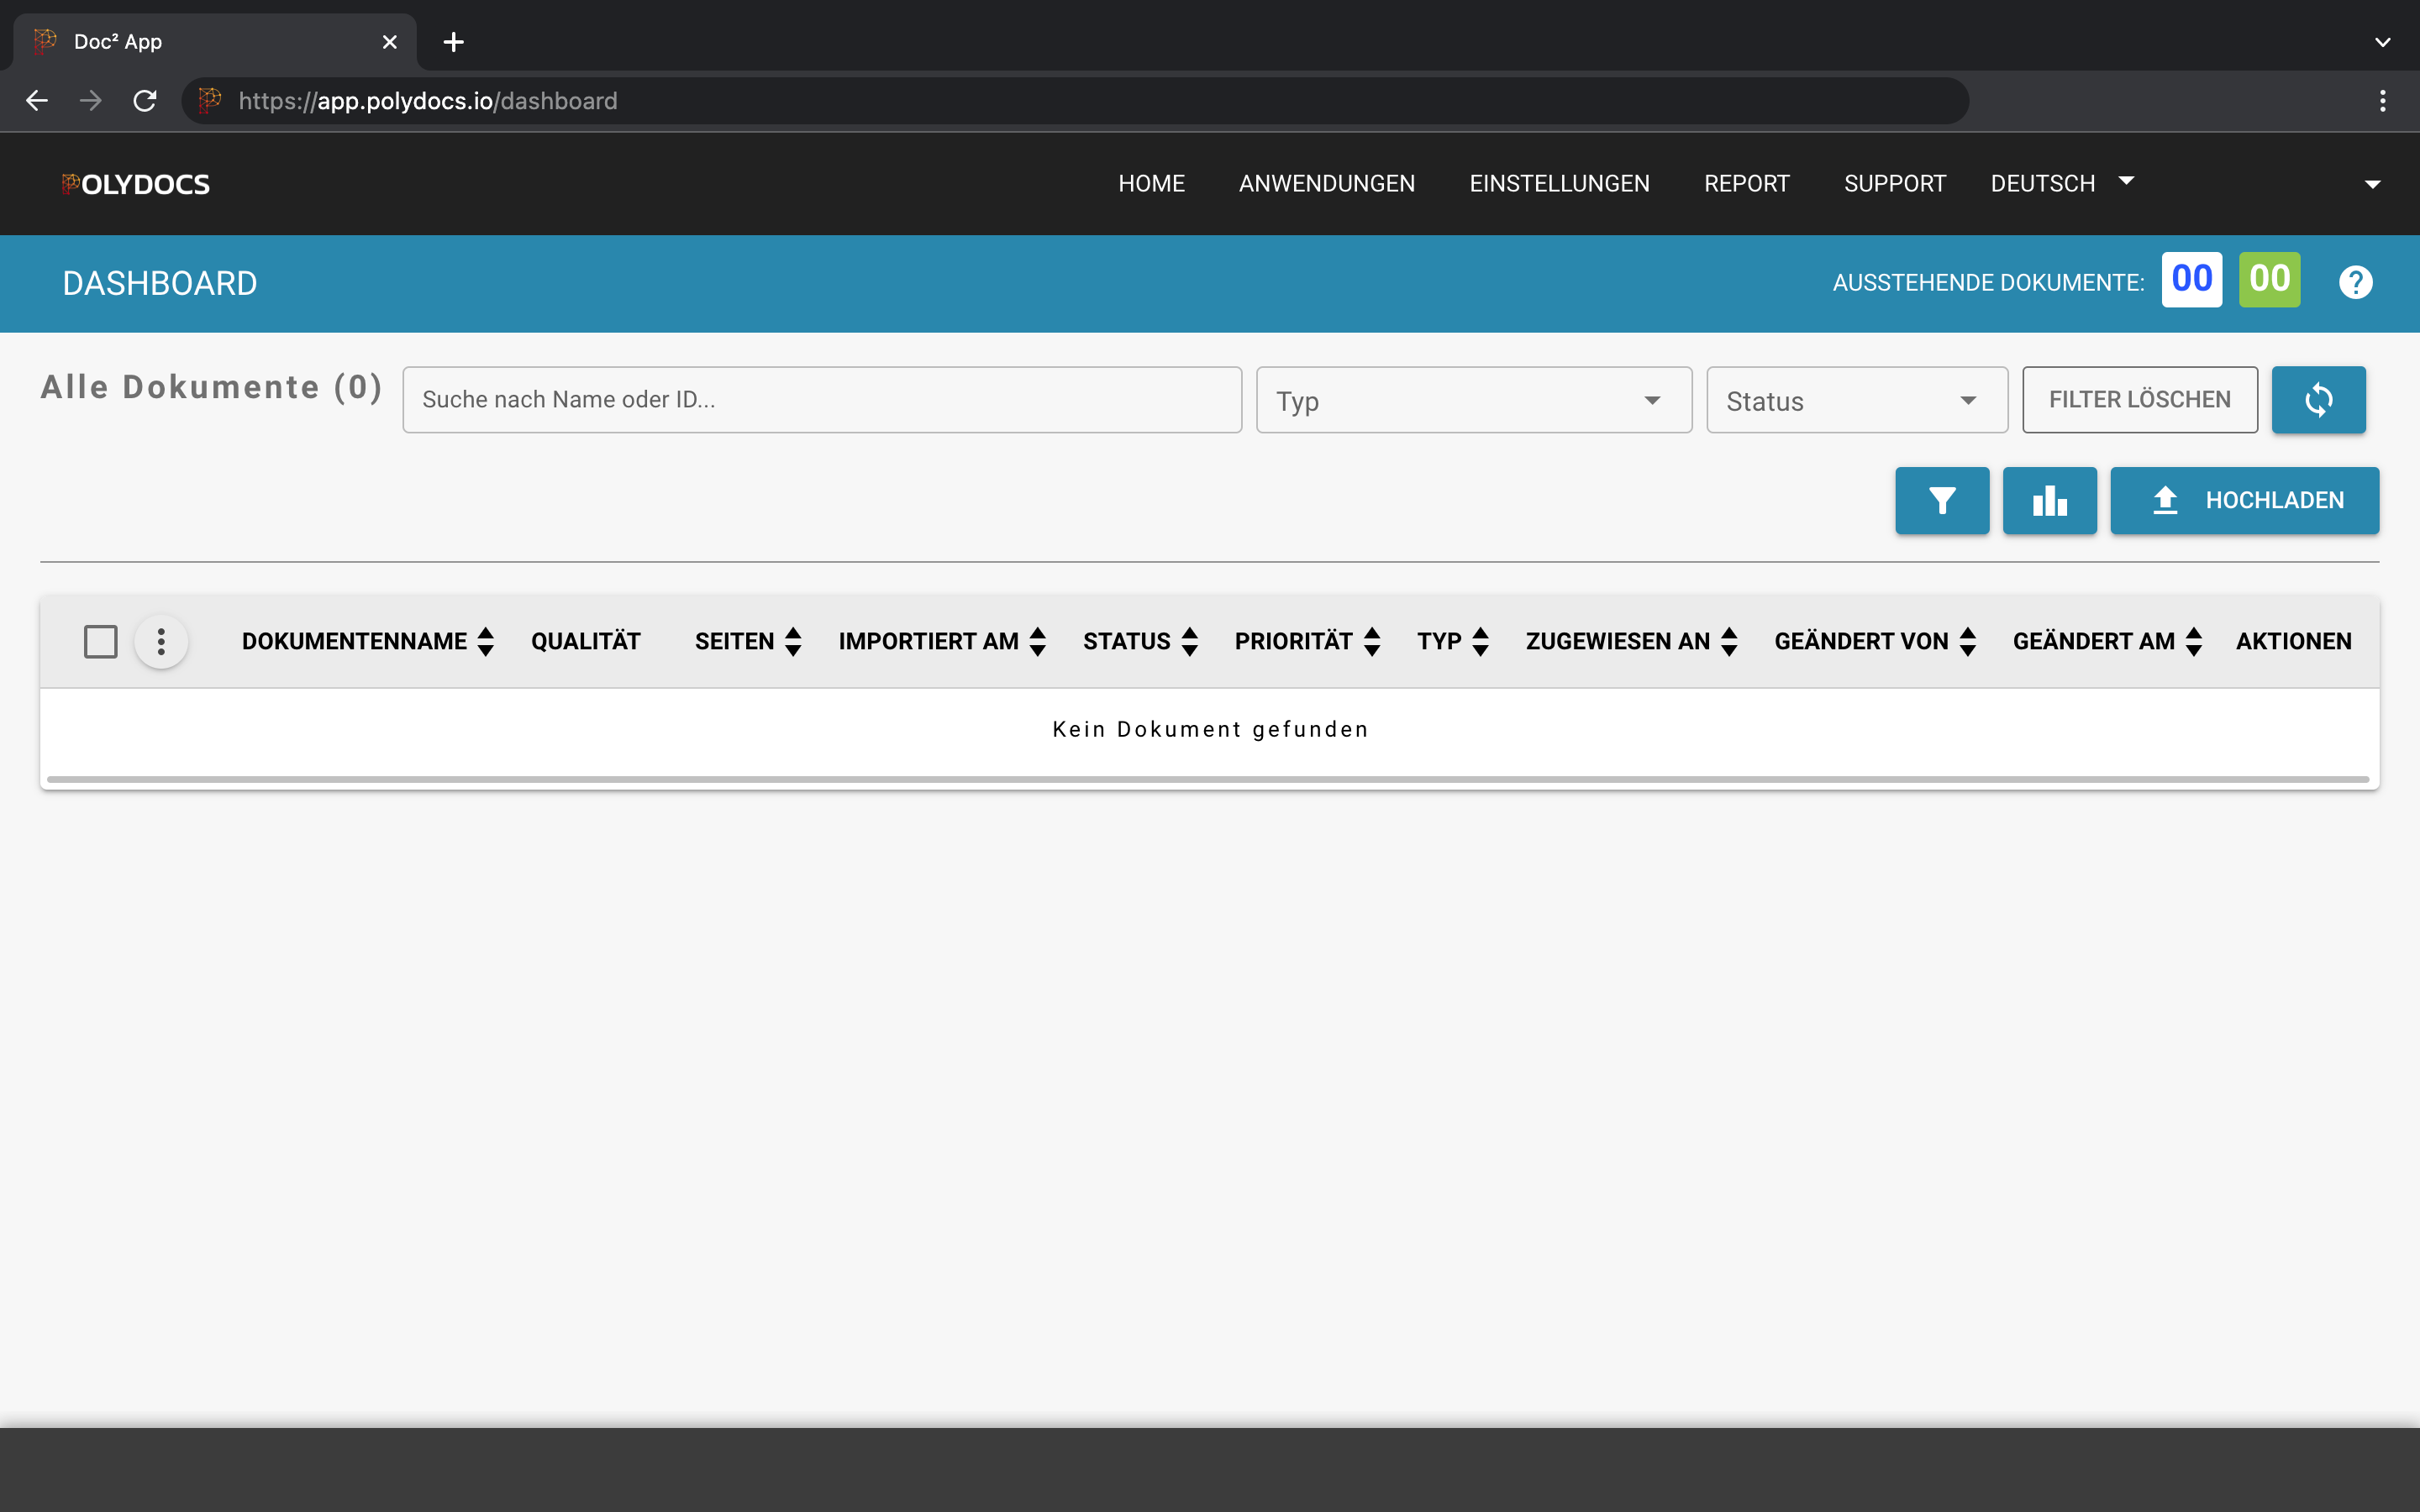 Doc² App
https://app.polydocs.io/dashboard
POLYDOCS HOME ANWENDUNGEN EINSTELLUNGEN REPORT SUPPORT DEUTSCH
DASHBOARD AUSSTEHENDE DOKUMENTE: 00 00 ?
Alle Dokumente (0) Suche nach Name oder ID... Typ Status FILTER LÖSCHEN
HOCHLADEN
DOKUMENTENNAME QUALITÄT SEITEN IMPORTIERT AM STATUS PRIORITÄT TYP ZUGEWIESEN AN GEÄNDERT VON GEÄNDERT AM AKTIONEN
Kein Dokument gefunden